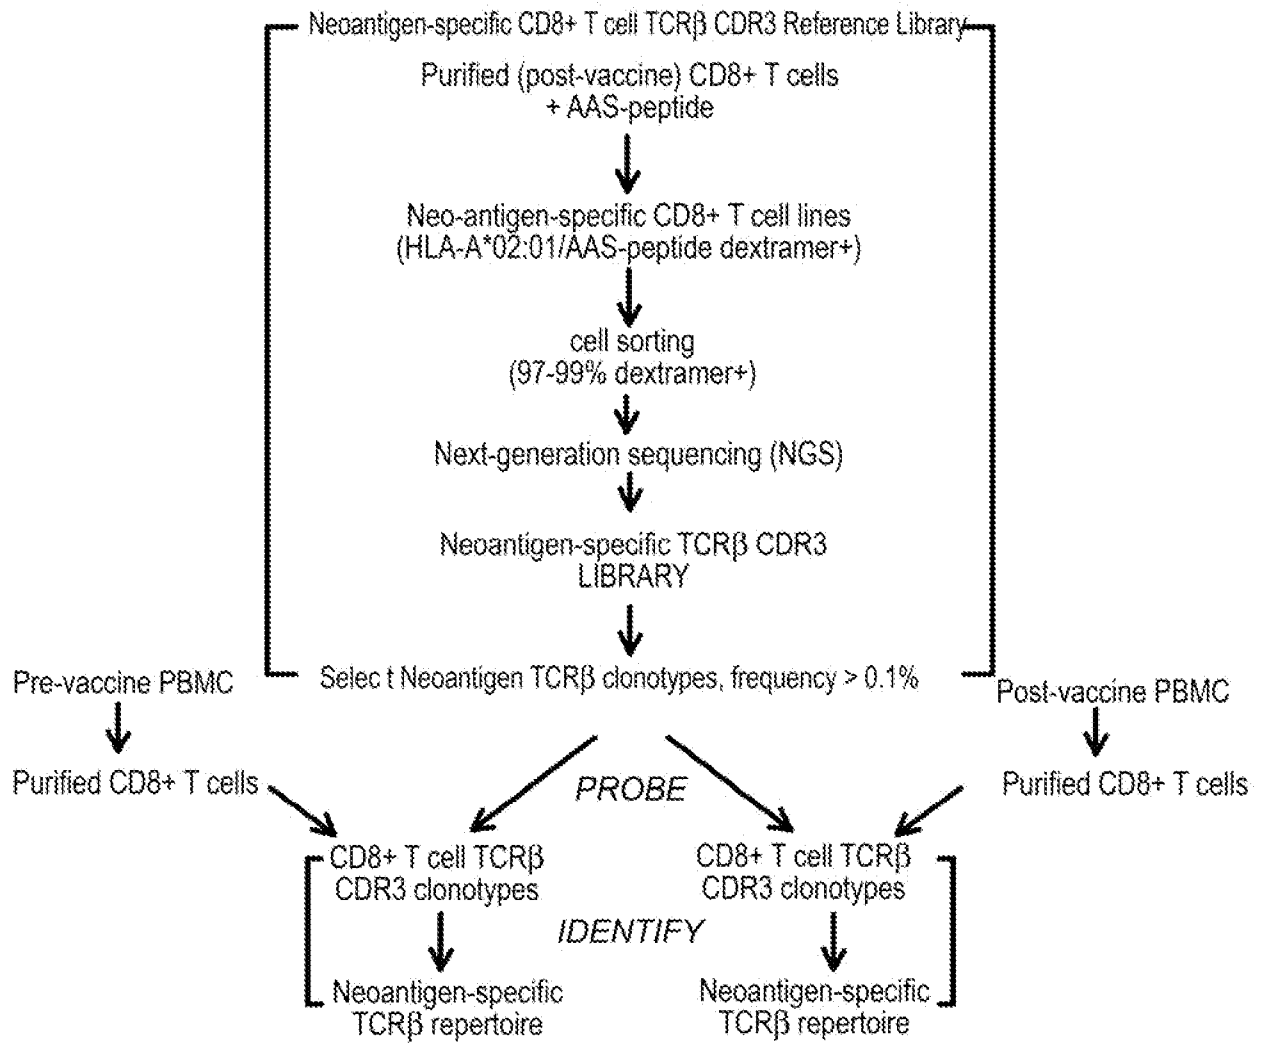 Neoantigen-specific CD8+ T cell TCRβ CDR3 Reference Library
Purified (post-vaccine) CD8+ T cells
+ AAS-peptide
Neo-antigen-specific CD8+ T cell lines
(HLA-A*02:01/AAS-peptide dextramer+)
cell sorting
(97-99% dextramer+)
Next-generation sequencing (NGS)
Neoantigen-specific TCRβ CDR3
LIBRARY
Selec t Neoantigen TCRβ clonotypes, frequency > 0.1%
Pre-vaccine PBMC
Post-vaccine PBMC
Purified CD8+ T cells
PROBE
Purified CD8+ T cells
CD8+ T cell TCRβ
CDR3 clonotypes
CD8+ T cell TCRβ
CDR3 clonotypes
IDENTIFY
Neoantigen-specific
TCRβ repertoire
Neoantigen-specific
TCRβ repertoire